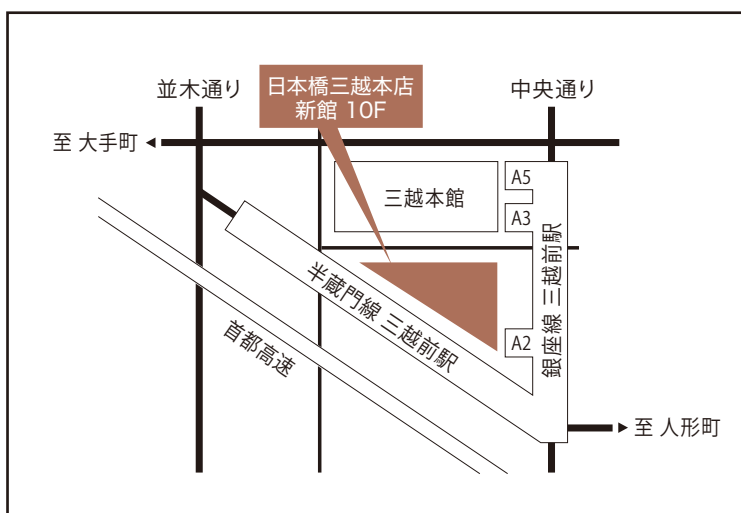 並木通り
日本橋三越本店
新館 10F
中央通り
至 大手町
三越本館
A5
A3
銀座線 三越前駅
半蔵門線 三越前駅
A2
首都高速
至 人形町